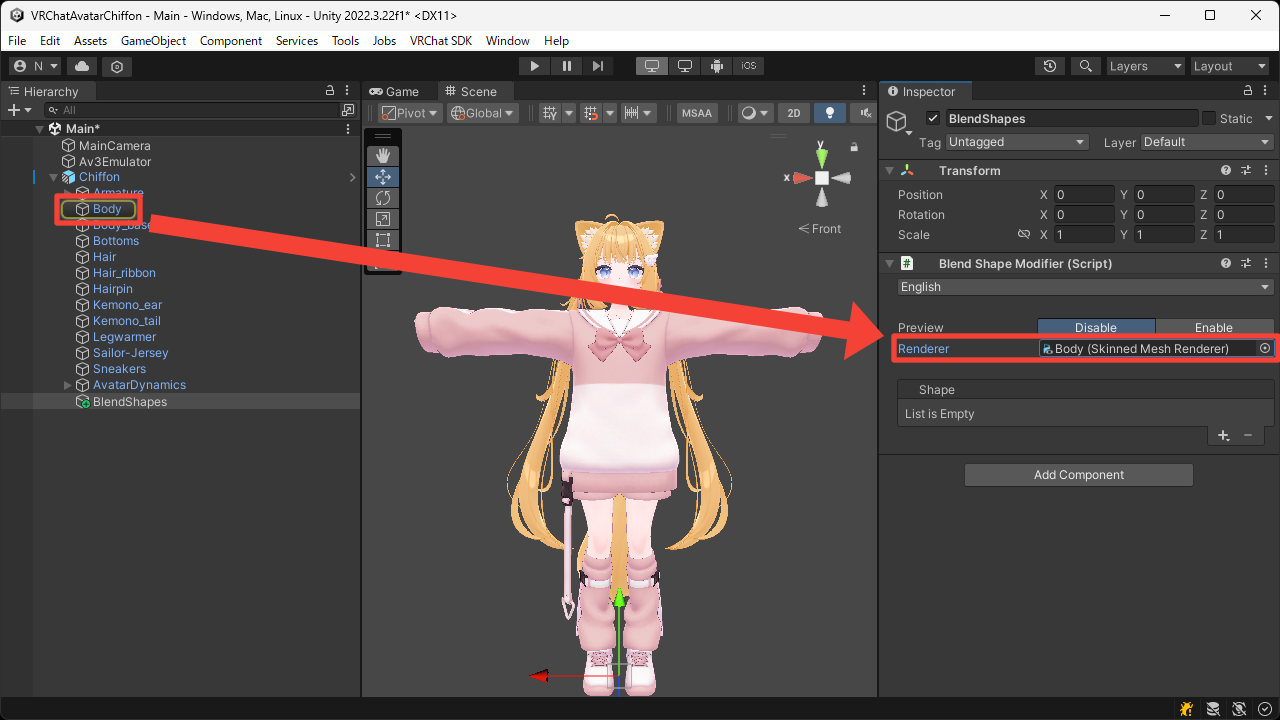 VRChatAvatarChiffon - Main - Windows, Mac, Linux - Unity 2022.3.22f1* <DX11>
File Edit Assets GameObject Component Services Tools Jobs VRChat SDK Window Help
N
iOS
Layers
Layout
Hierarchy
All
Main*
MainCamera
Av3Emulator
Chiffon
Armature
Body
Body_base
Bottoms
Hair
Hair_ribbon
Hairpin
Kemono_ear
Kemono_tail
Legwarmer
Sailor-Jersey
Sneakers
AvatarDynamics
BlendShapes
Game
Scene
Pivot
Global
MSAA
2D
y
x
Front
Inspector
BlendShapes
Static
Tag Untagged
Layer Default
Transform
Position X 0 Y 0 Z 0
Rotation X 0 Y 0 Z 0
Scale X 1 Y 1 Z 1
Blend Shape Modifier (Script)
English
Preview Disable Enable
Renderer Body (Skinned Mesh Renderer)
Shape
List is Empty
Add Component